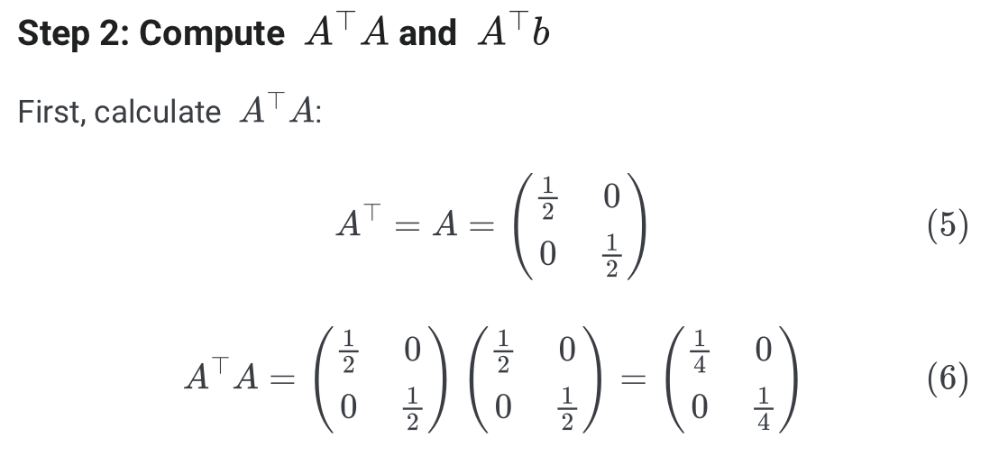 Step 2: Compute $A^\top A$ and $A^\top b$
First, calculate $A^\top A$:
$$A^\top = A = \begin{pmatrix} \frac{1}{2} & 0 \\ 0 & \frac{1}{2} \end{pmatrix} \tag{5}$$
$$A^\top A = \begin{pmatrix} \frac{1}{2} & 0 \\ 0 & \frac{1}{2} \end{pmatrix} \begin{pmatrix} \frac{1}{2} & 0 \\ 0 & \frac{1}{2} \end{pmatrix} = \begin{pmatrix} \frac{1}{4} & 0 \\ 0 & \frac{1}{4} \end{pmatrix} \tag{6}$$